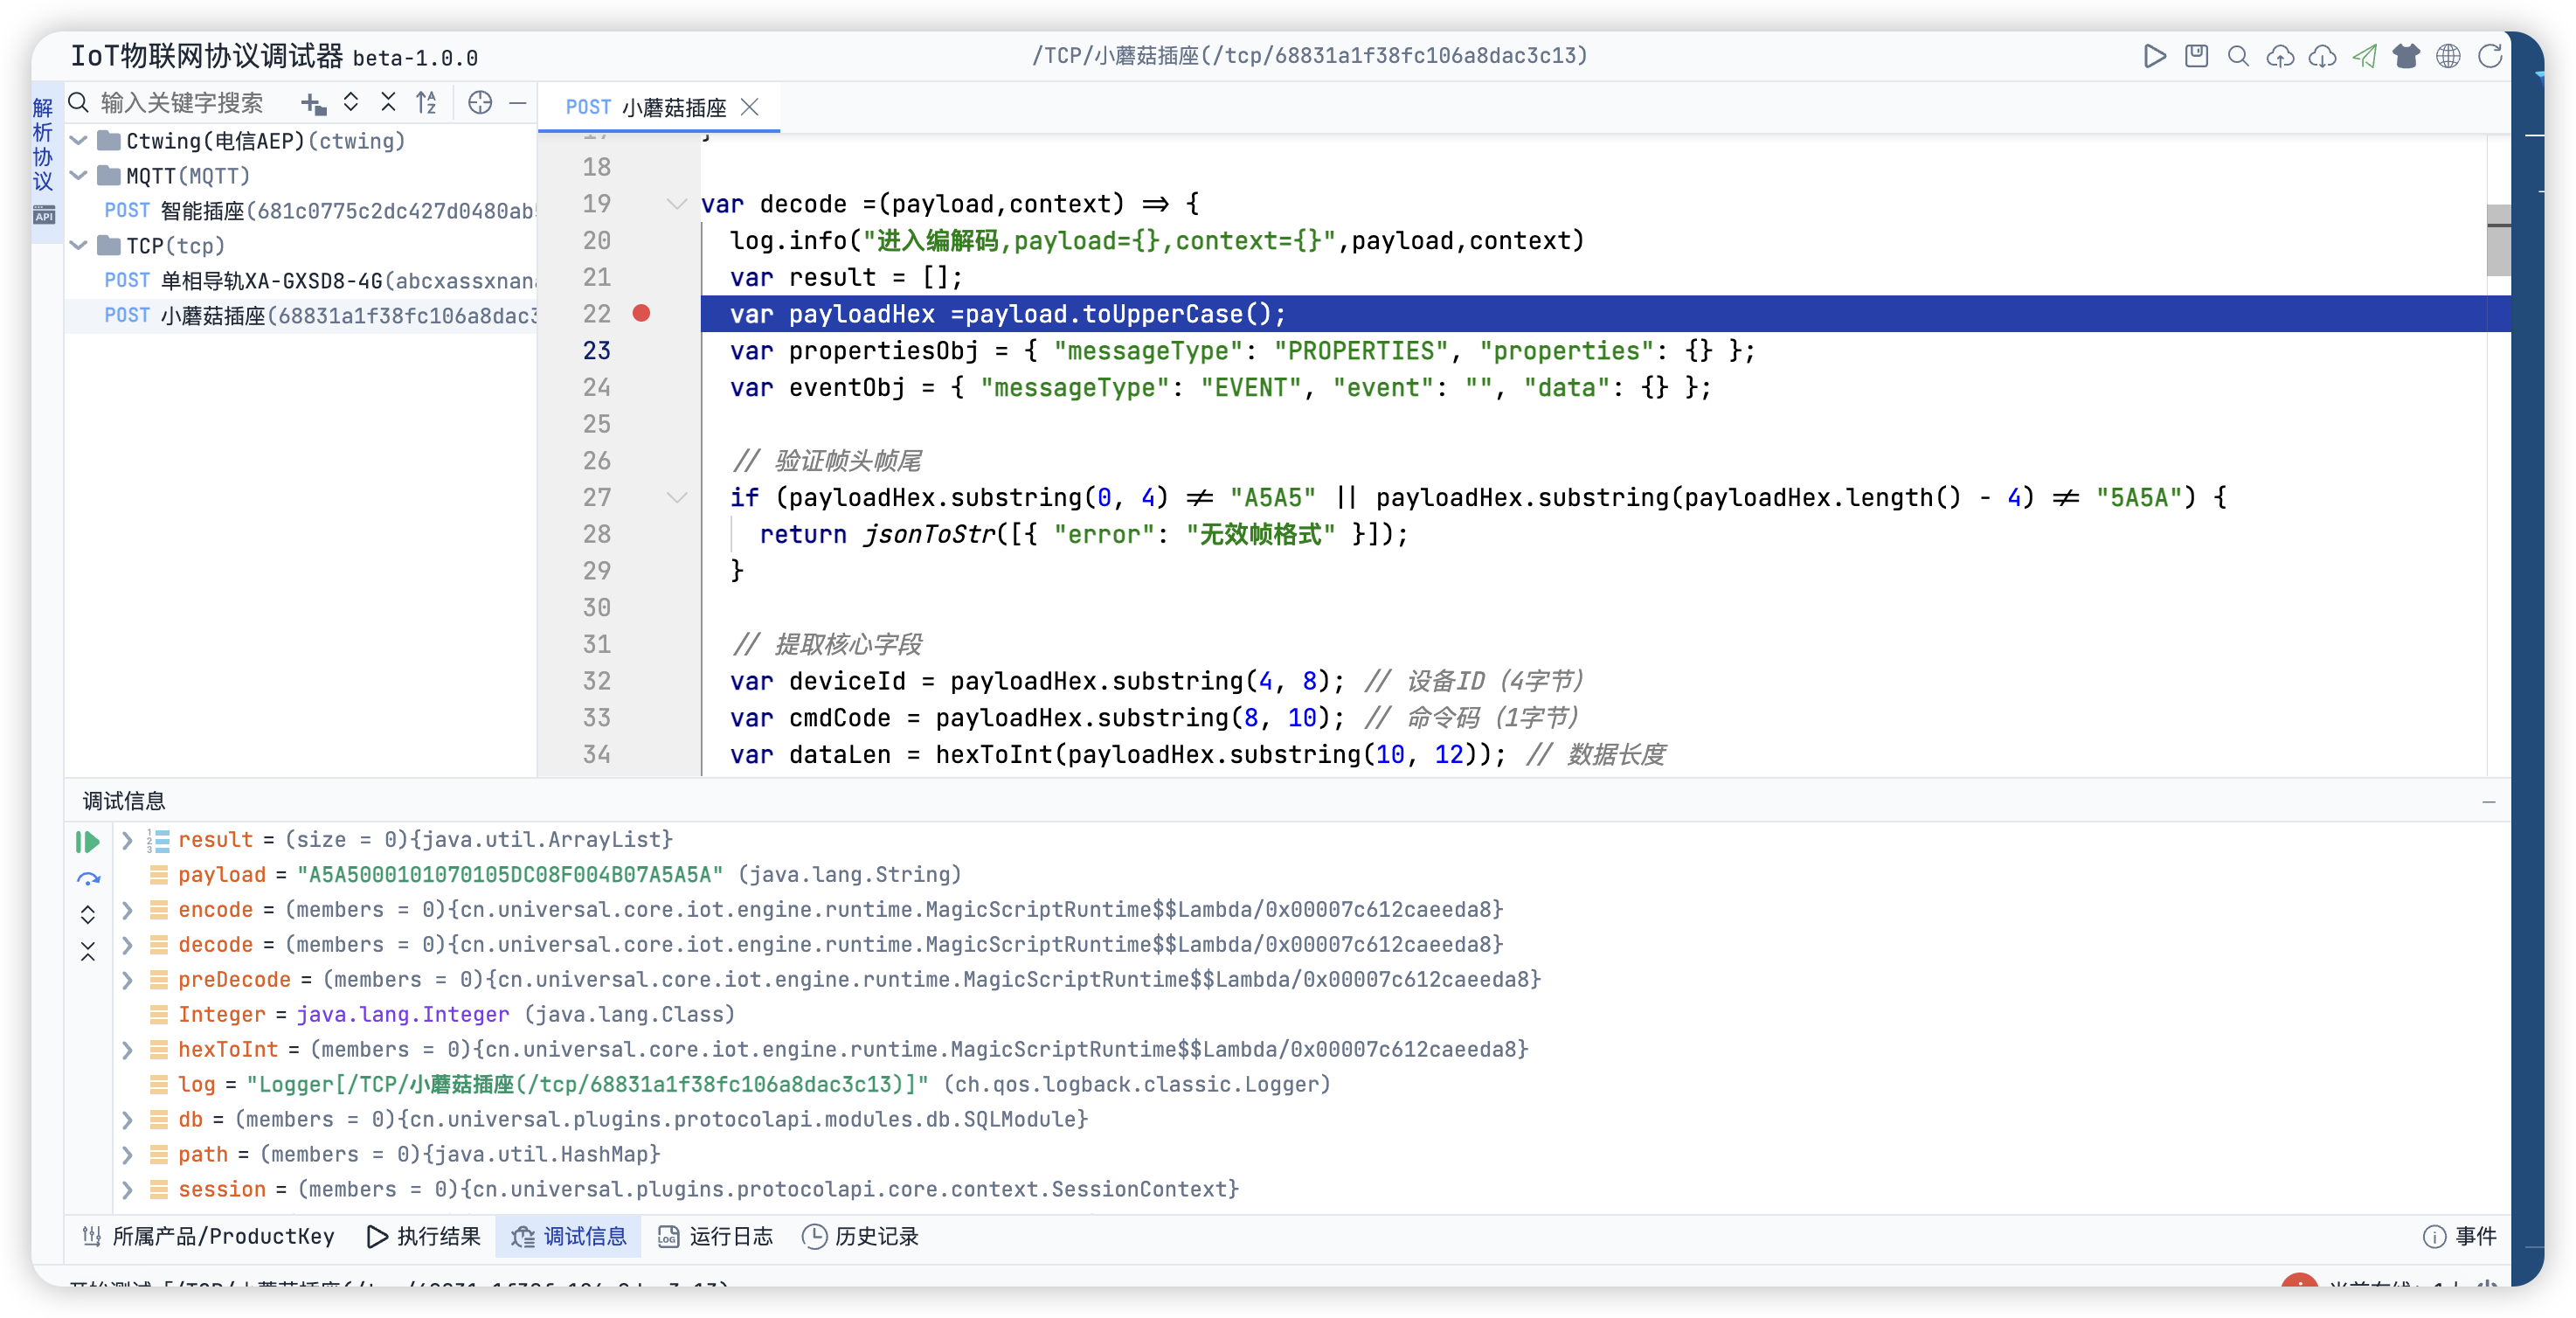 IoT物联网协议调试器 beta-1.0.0
/TCP/小蘑菇插座(/tcp/68831a1f38fc106a8dac3c13)
解析协议
API
输入关键字搜索
Ctwing(电信AEP)(ctwing)
MQTT(MQTT)
POST 智能插座(681c0775c2dc427d0480ab
TCP(tcp)
POST 单相导轨XA-GXSD8-4G(abcxassxnan
POST 小蘑菇插座(68831a1f38fc106a8dac3
POST 小蘑菇插座
17 }
18
19 var decode =(payload,context) => {
20 log.info("进入编解码,payload={},context={}",payload,context)
21 var result = [];
22 var payloadHex =payload.toUpperCase();
23 var propertiesObj = { "messageType": "PROPERTIES", "properties": {} };
24 var eventObj = { "messageType": "EVENT", "event": "", "data": {} };
25
26 // 验证帧头帧尾
27 if (payloadHex.substring(0, 4) != "A5A5" || payloadHex.substring(payloadHex.length() - 4) != "5A5A") {
28 return jsonToStr([{ "error": "无效帧格式" }]);
29 }
30
31 // 提取核心字段
32 var deviceId = payloadHex.substring(4, 8); // 设备ID（4字节）
33 var cmdCode = payloadHex.substring(8, 10); // 命令码（1字节）
34 var dataLen = hexToInt(payloadHex.substring(10, 12)); // 数据长度
调试信息
result = (size = 0){java.util.ArrayList}
payload = "A5A5000101070105DC08F004B07A5A5A" (java.lang.String)
encode = (members = 0){cn.universal.core.iot.engine.runtime.MagicScriptRuntime$$Lambda/0x00007c612caeeda8}
decode = (members = 0){cn.universal.core.iot.engine.runtime.MagicScriptRuntime$$Lambda/0x00007c612caeeda8}
preDecode = (members = 0){cn.universal.core.iot.engine.runtime.MagicScriptRuntime$$Lambda/0x00007c612caeeda8}
Integer = java.lang.Integer (java.lang.Class)
hexToInt = (members = 0){cn.universal.core.iot.engine.runtime.MagicScriptRuntime$$Lambda/0x00007c612caeeda8}
log = "Logger[/TCP/小蘑菇插座(/tcp/68831a1f38fc106a8dac3c13)]" (ch.qos.logback.classic.Logger)
db = (members = 0){cn.universal.plugins.protocolapi.modules.db.SQLModule}
path = (members = 0){java.util.HashMap}
session = (members = 0){cn.universal.plugins.protocolapi.core.context.SessionContext}
所属产品/ProductKey 执行结果 调试信息 LOG 运行日志 历史记录 事件
开始测试「/TCP/小蘑菇插座(/tcp/68831a1f38fc106a8dac3c13)